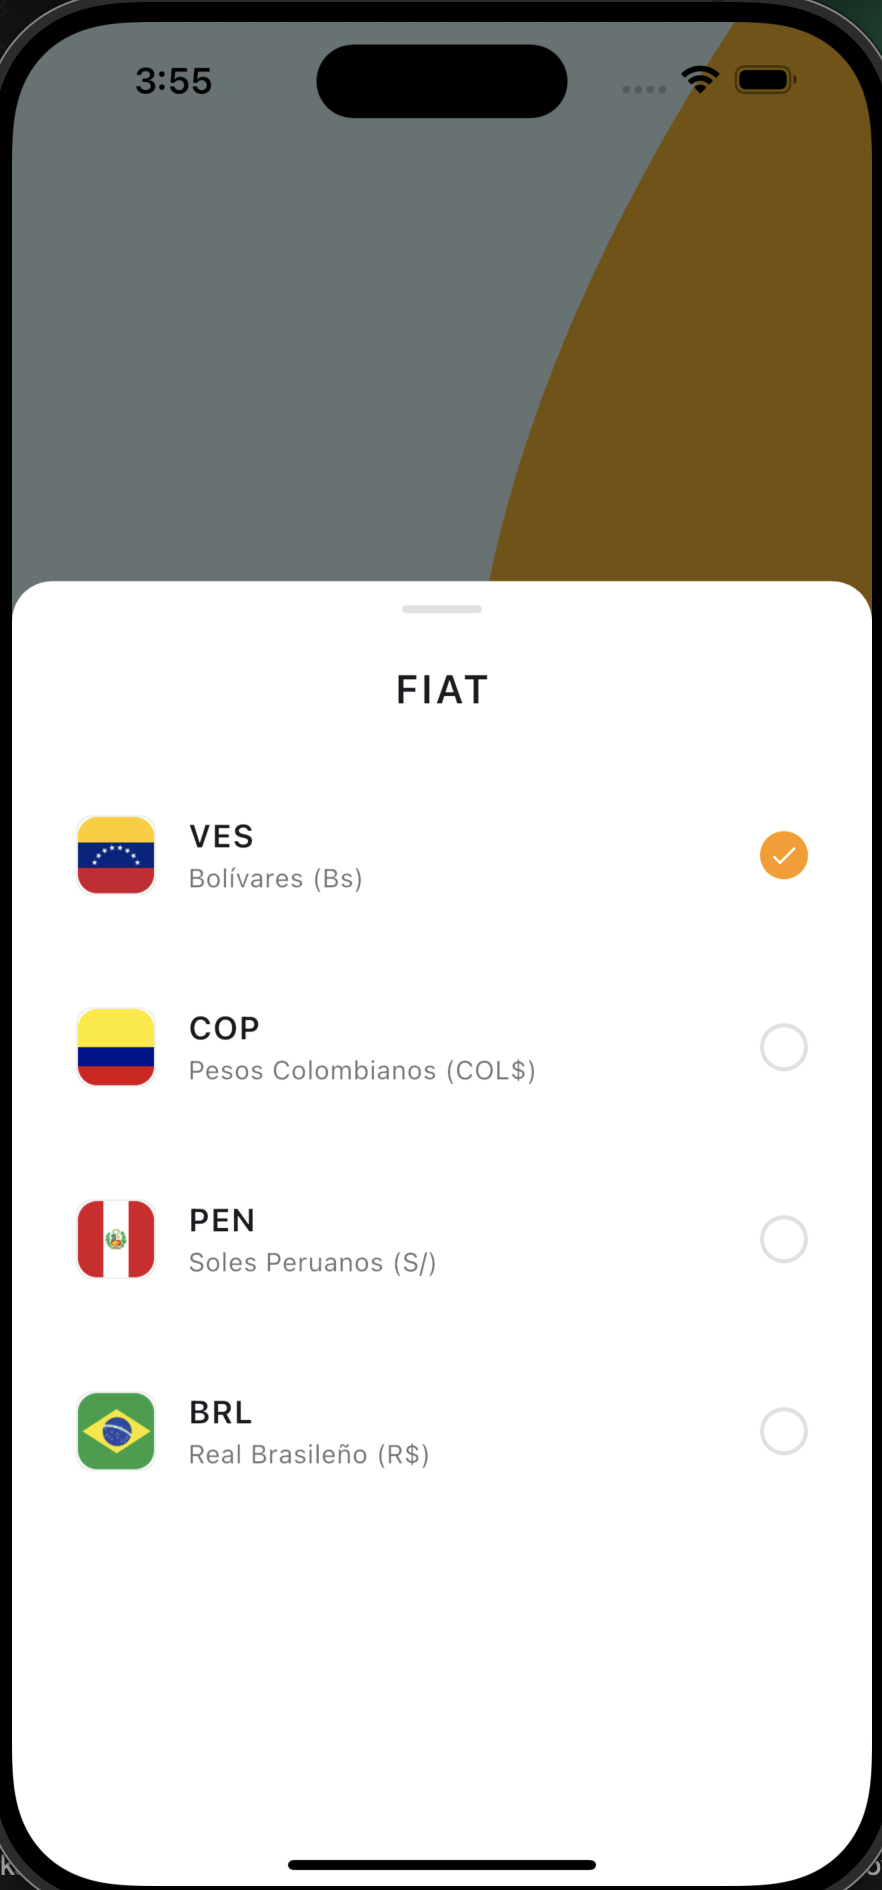 3:55
FIAT
VES
Bolívares (Bs)
COP
Pesos Colombianos (COL$)
PEN
Soles Peruanos (S/)
BRL
Real Brasileño (R$)